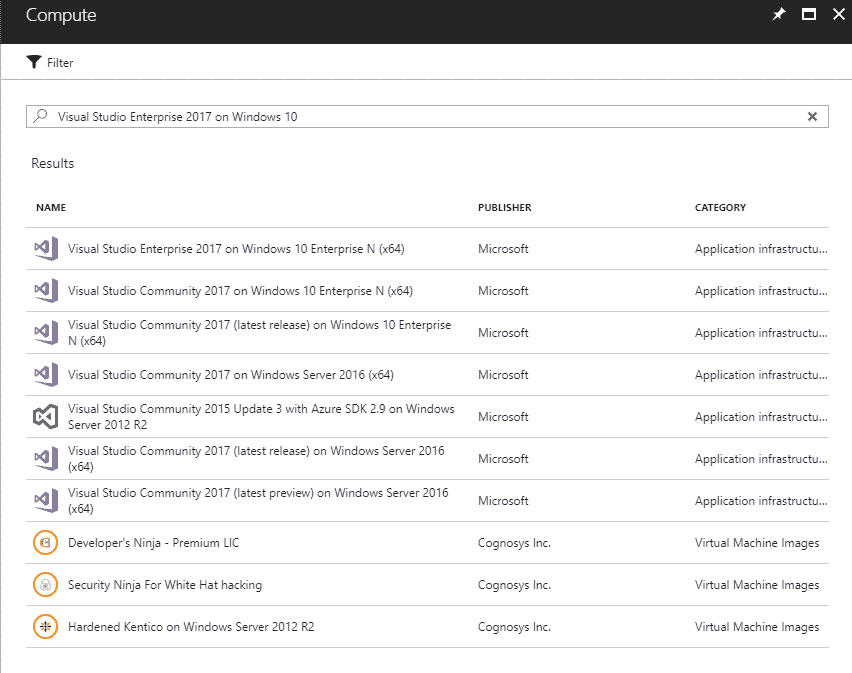 Compute
Filter
Visual Studio Enterprise 2017 on Windows 10
Results
NAME PUBLISHER CATEGORY
Visual Studio Enterprise 2017 on Windows 10 Enterprise N (x64) Microsoft Application infrastructu...
Visual Studio Community 2017 on Windows 10 Enterprise N (x64) Microsoft Application infrastructu...
Visual Studio Community 2017 (latest release) on Windows 10 Enterprise
N (x64) Microsoft Application infrastructu...
Visual Studio Community 2017 on Windows Server 2016 (x64) Microsoft Application infrastructu...
Visual Studio Community 2015 Update 3 with Azure SDK 2.9 on Windows
Server 2012 R2 Microsoft Application infrastructu...
Visual Studio Community 2017 (latest release) on Windows Server 2016
(x64) Microsoft Application infrastructu...
Visual Studio Community 2017 (latest preview) on Windows Server 2016
(x64) Microsoft Application infrastructu...
Developer's Ninja - Premium LIC Cognosys Inc. Virtual Machine Images
Security Ninja For White Hat hacking Cognosys Inc. Virtual Machine Images
Hardened Kentico on Windows Server 2012 R2 Cognosys Inc. Virtual Machine Images